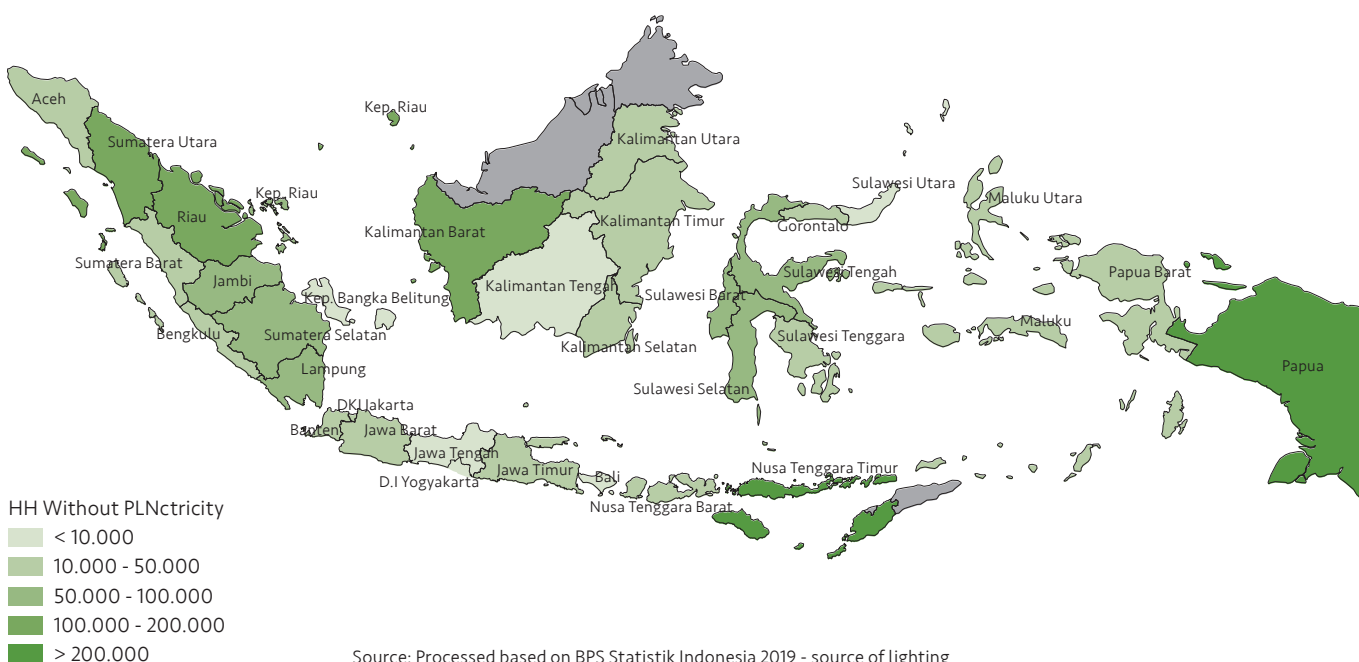 Aceh
Sumatera Utara
Kep. Riau
Kalimantan Utara
Sulawesi Utara
Kep. Riau
Riau
Maluku Utara
Kalimantan Barat
Kalimantan Timur
Gorontalo
Sumatera Barat
Jambi
Sulawesi Tengah
Papua Barat
Kep. Bangka Belitung
Kalimantan Tengah
Sulawesi Barat
Bengkulu
Sumatera Selatan
Kalimantan Selatan
Sulawesi Tenggara
Maluku
Lampung
Papua
Sulawesi Selatan
DKI Jakarta
Banten
Jawa Barat
Jawa Tengah
Jawa Timur
D.I Yogyakarta
Bali
Nusa Tenggara Timur
Nusa Tenggara Barat
HH Without PLNctricity
< 10.000
10.000 - 50.000
50.000 - 100.000
100.000 - 200.000
> 200.000
Source: Processed based on BPS Statistik Indonesia 2019 - source of lighting